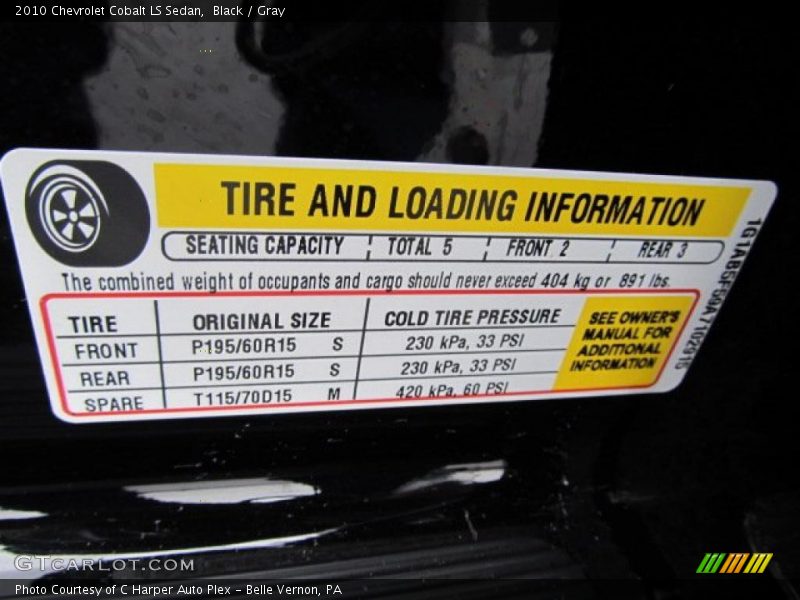 2010 Chevrolet Cobalt LS Sedan, Black / Gray
TIRE AND LOADING INFORMATION
SEATING CAPACITY TOTAL 5 FRONT 2 REAR 3
The combined weight of occupants and cargo should never exceed 404 kg or 891 lbs.
TIRE ORIGINAL SIZE COLD TIRE PRESSURE
FRONT P195/60R15 S 230 kPa, 33 PSI
REAR P195/60R15 S 230 kPa, 33 PSI
SPARE T115/70D15 M 420 kPa, 60 PSI
SEE OWNER'S
MANUAL FOR
ADDITIONAL
INFORMATION
GTCARLOT.COM
Photo Courtesy of C Harper Auto Plex - Belle Vernon, PA